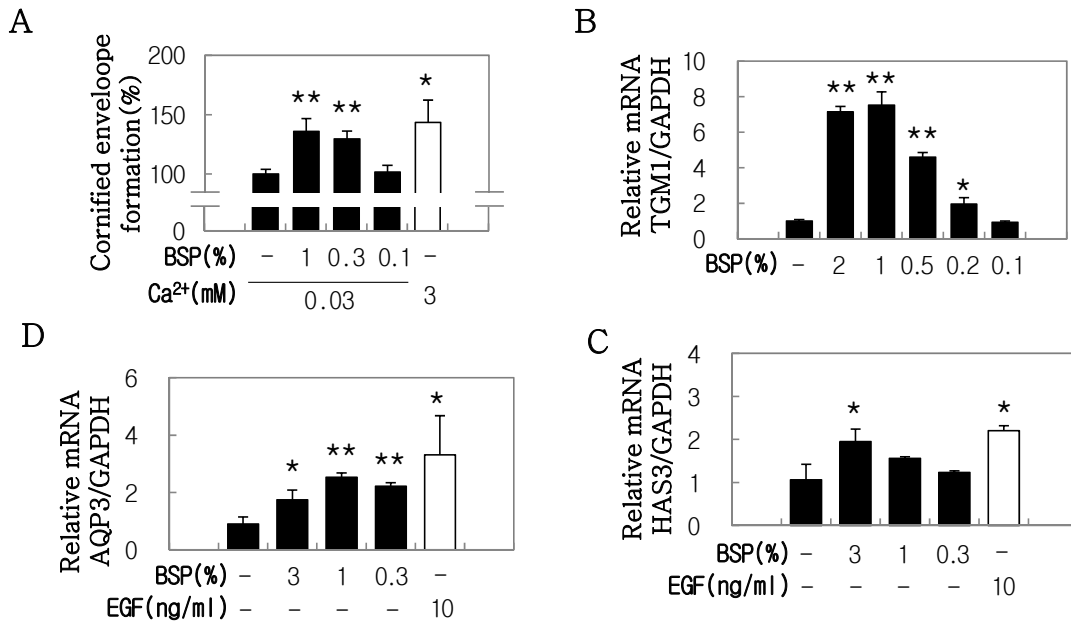 A
Cornified enveloope
formation(%)
200
150
100
0
** ** *
BSP(%) – 1 0.3 0.1 –
Ca²⁺(mM) 0.03 3
B
Relative mRNA
TGM1/GAPDH
10
8
6
4
2
0
** ** ** *
BSP(%) – 2 1 0.5 0.2 0.1
D
Relative mRNA
AQP3/GAPDH
6
4
2
0
* ** ** *
BSP(%) – 3 1 0.3 –
EGF(ng/ml) – – – – 10
C
Relative mRNA
HAS3/GAPDH
4
3
2
1
0
* *
BSP(%) – 3 1 0.3 –
EGF(ng/ml) – – – – 10